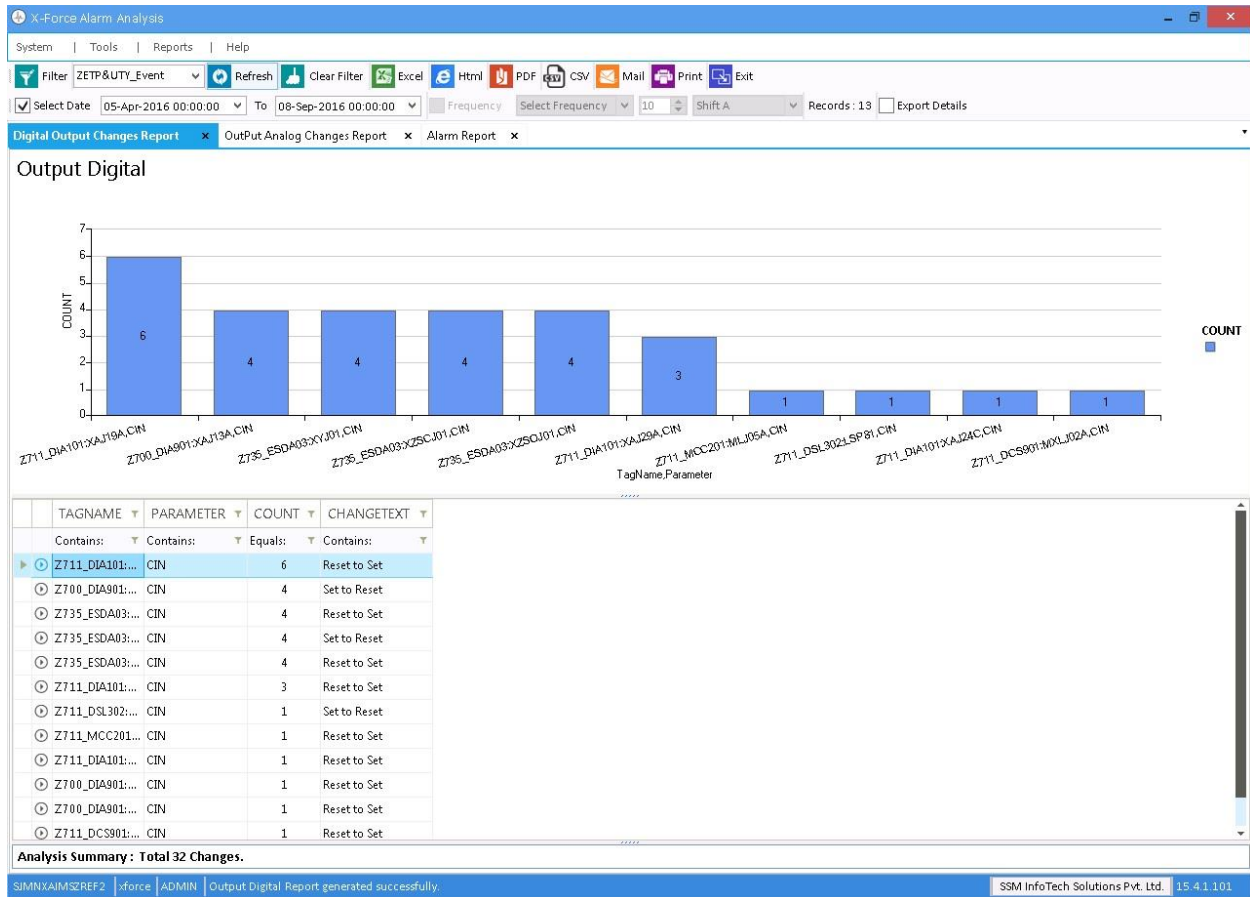 X-Force Alarm Analysis
System | Tools | Reports | Help
Filter ZETP&UTY_Event Refresh Clear Filter Excel Html PDF CSV Mail Print Exit
Select Date 05-Apr-2016 00:00:00 To 08-Sep-2016 00:00:00 Frequency Select Frequency 10 Shift A Records : 13 Export Details
Digital Output Changes Report x OutPut Analog Changes Report x Alarm Report x
Output Digital
7
6
5
4
3
2
1
0
COUNT
6 4 4 4 4 3 1 1 1 1
COUNT
Z711_DIA101:XAJ19A,CIN
Z700_DIA901:XAJ13A,CIN
Z735_ESDA03:XYJ01,CIN
Z735_ESDA03:XZSCJ01,CIN
Z735_ESDA03:XZSOJ01,CIN
Z711_DIA101:XAJ29A,CIN
Z711_MCC201:MLJ05A,CIN
Z711_DSL302:LSP81,CIN
Z711_DIA101:XAJ24C,CIN
Z711_DCS901:MXLJ02A,CIN
TagName,Parameter
TAGNAME PARAMETER COUNT CHANGETEXT
Contains: Contains: Equals: Contains:
Z711_DIA101:... CIN 6 Reset to Set
Z700_DIA901:... CIN 4 Set to Reset
Z735_ESDA03:... CIN 4 Reset to Set
Z735_ESDA03:... CIN 4 Set to Reset
Z735_ESDA03:... CIN 4 Reset to Set
Z711_DIA101:... CIN 3 Reset to Set
Z711_DSL302:... CIN 1 Set to Reset
Z711_MCC201... CIN 1 Reset to Set
Z711_DIA101:... CIN 1 Reset to Set
Z700_DIA901:... CIN 1 Reset to Set
Z700_DIA901:... CIN 1 Reset to Set
Z711_DCS901:... CIN 1 Reset to Set
Analysis Summary : Total 32 Changes.
SJMNXAIMSZREF2 xforce ADMIN Output Digital Report generated successfully. SSM InfoTech Solutions Pvt. Ltd. 15.4.1.101